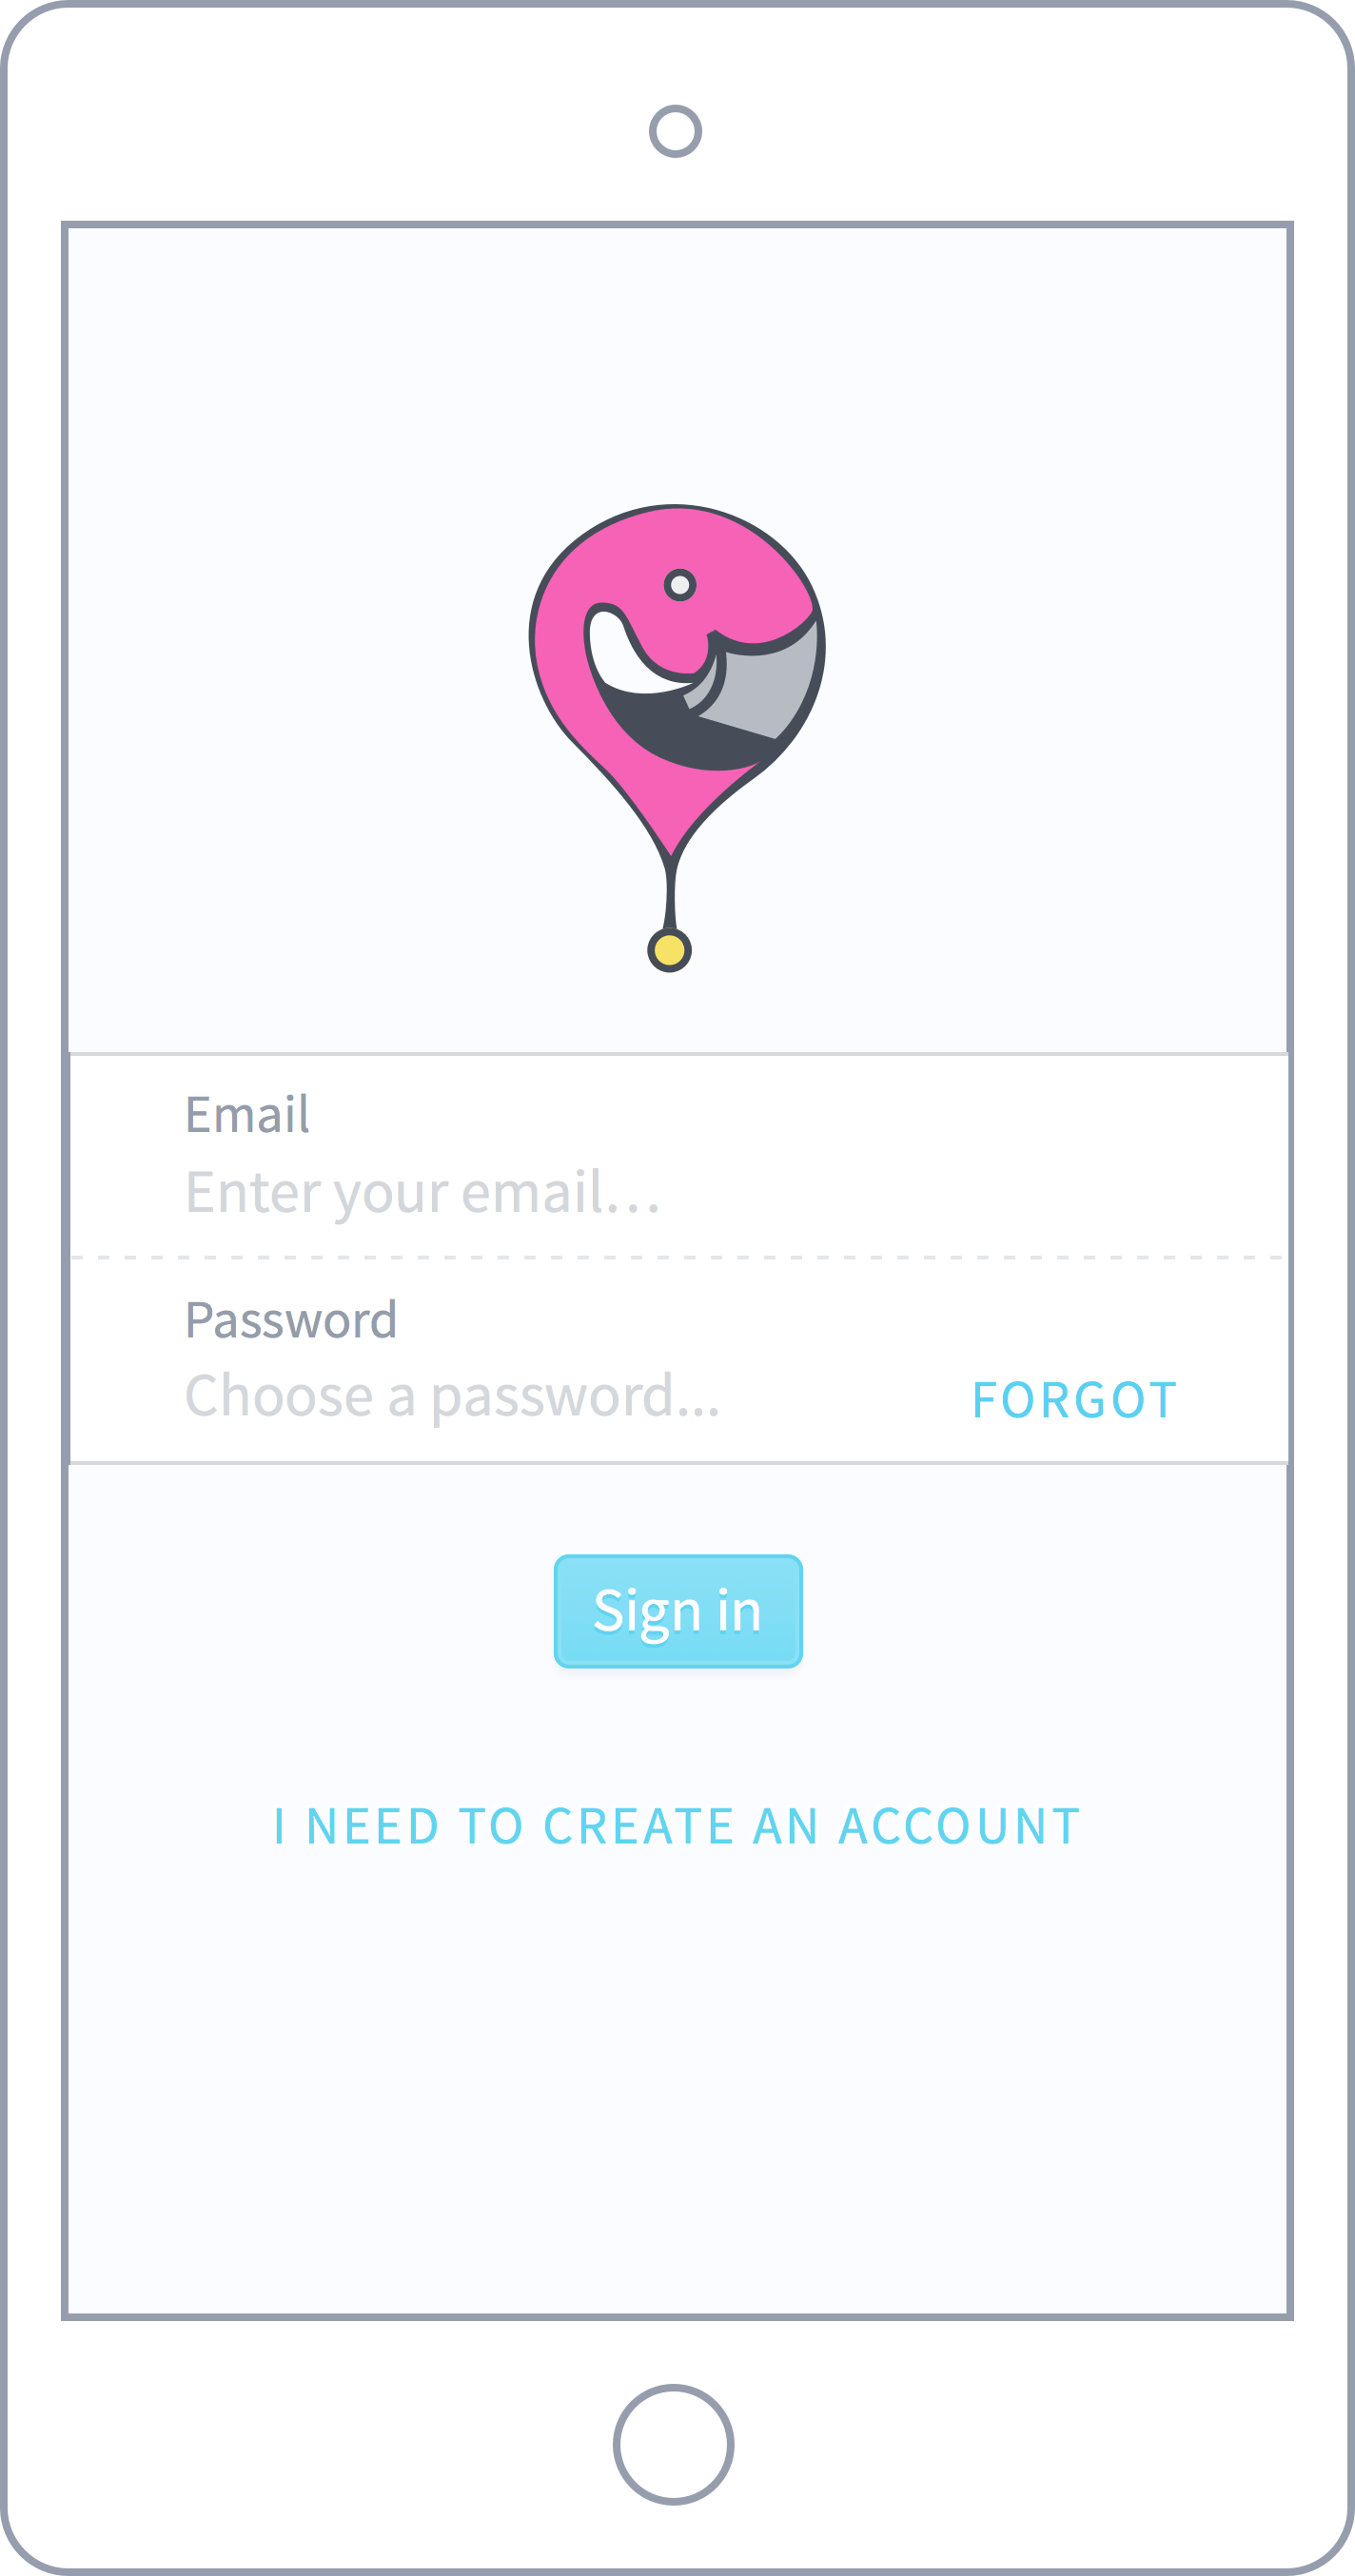 Email
Enter your email…
Password
Choose a password...
FORGOT
Sign in
I NEED TO CREATE AN ACCOUNT